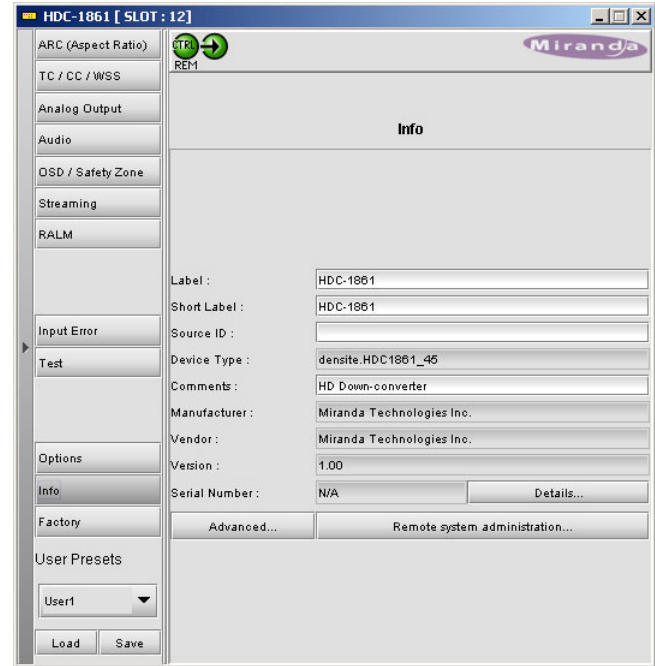 HDC-1861 [ SLOT : 12]
ARC (Aspect Ratio)
TC / CC / WSS
Analog Output
Audio
OSD / Safety Zone
Streaming
RALM
Input Error
Test
Options
Info
Factory
User Presets
User1
Load Save
CTRL
REM
Miranda
Info
Label : HDC-1861
Short Label : HDC-1861
Source ID :
Device Type : densite.HDC1861_45
Comments : HD Down-converter
Manufacturer : Miranda Technologies Inc.
Vendor : Miranda Technologies Inc.
Version : 1.00
Serial Number : N/A Details...
Advanced... Remote system administration...